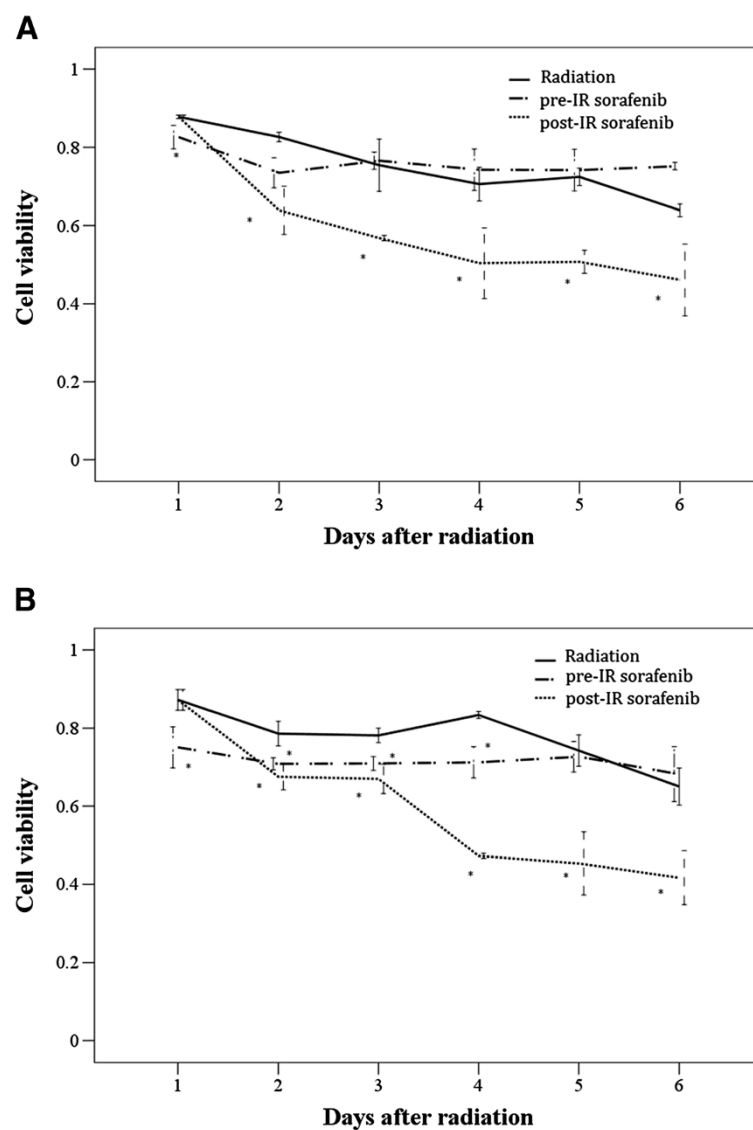 A
1
0.8
0.6
0.4
0.2
0
Cell viability
Radiation
pre-IR sorafenib
post-IR sorafenib
*
*
*
*
*
*
1 2 3 4 5 6
Days after radiation
B
1
0.8
0.6
0.4
0.2
0
Cell viability
Radiation
pre-IR sorafenib
post-IR sorafenib
*
*
*
*
*
*
*
*
*
1 2 3 4 5 6
Days after radiation